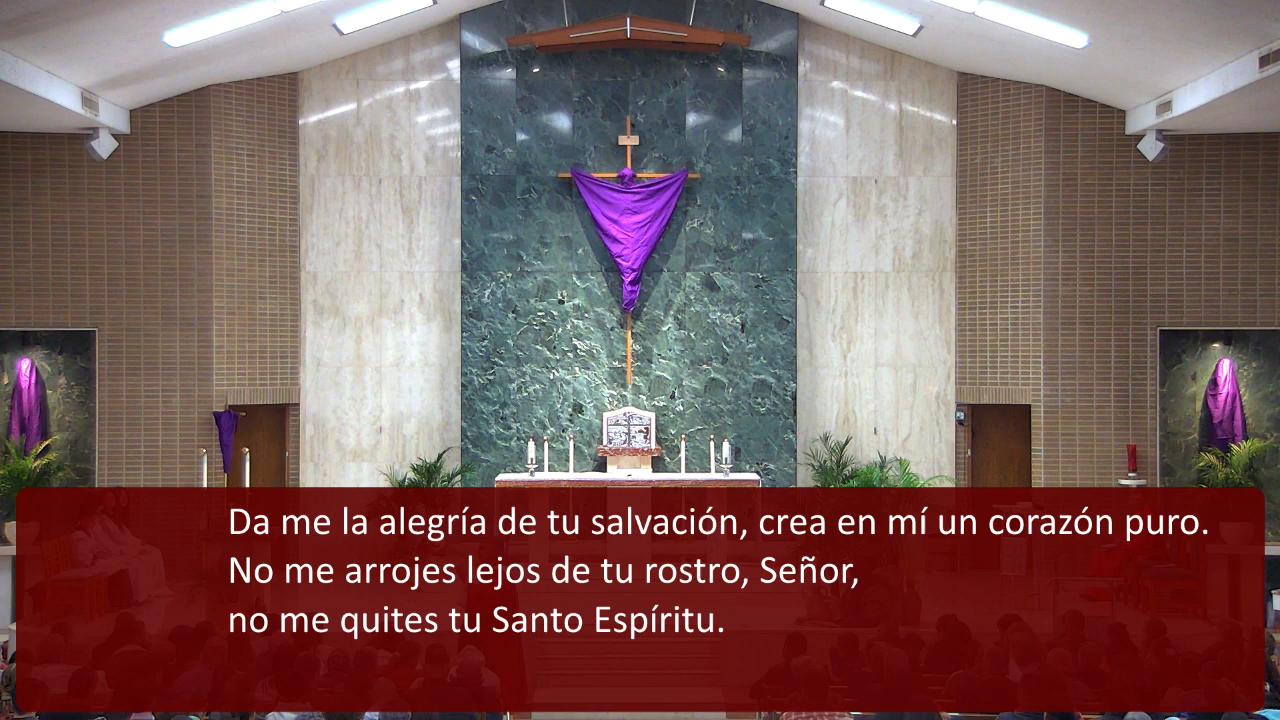 Da me la alegría de tu salvación, crea en mí un corazón puro.
No me arrojes lejos de tu rostro, Señor,
no me quites tu Santo Espíritu.